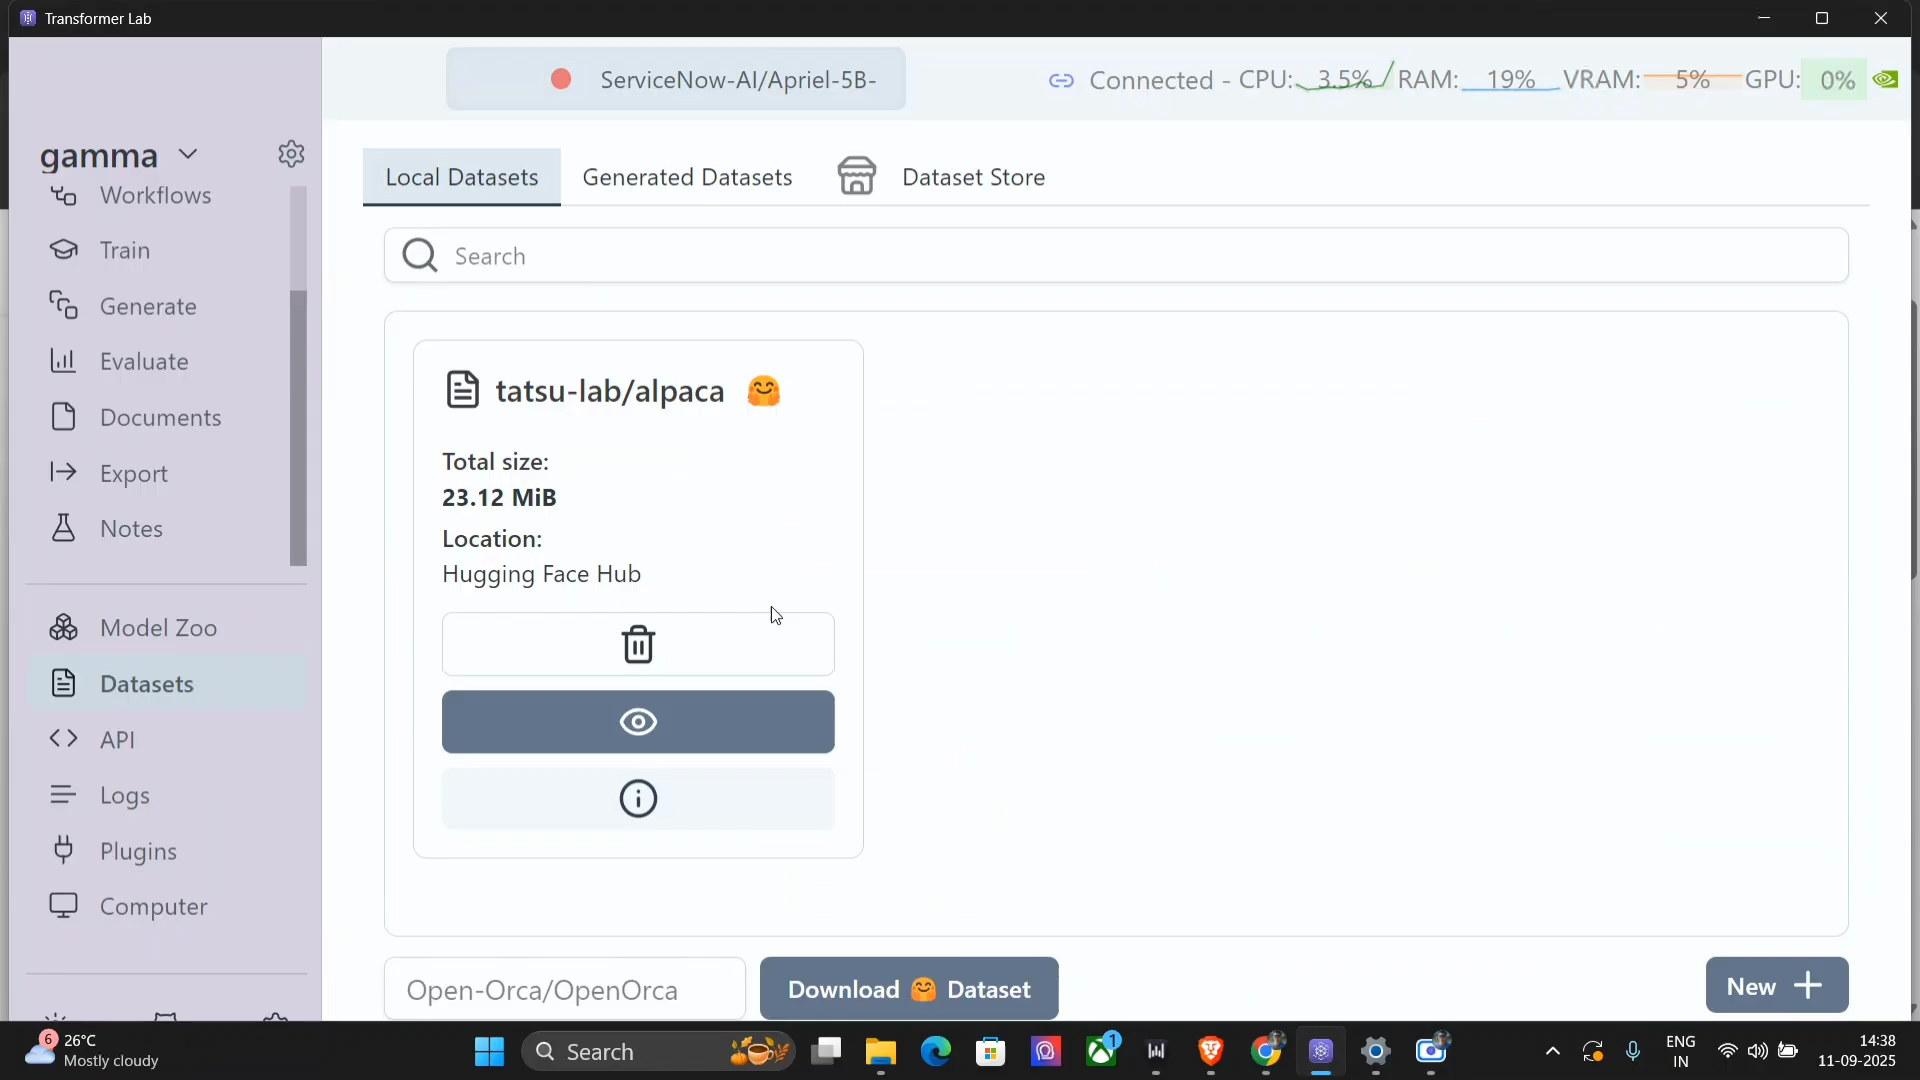 Transformer Lab
ServiceNow-AI/Apriel-5B-
Connected - CPU: 3.5% RAM: 19% VRAM: 5% GPU: 0%
gamma
Workflows
Train
Generate
Evaluate
Documents
Export
Notes
Model Zoo
Datasets
API
Logs
Plugins
Computer
Local Datasets
Generated Datasets
Dataset Store
Search
tatsu-lab/alpaca
Total size:
23.12 MiB
Location:
Hugging Face Hub
Open-Orca/OpenOrca
Download 🤗 Dataset
New
6
26°C
Mostly cloudy
Search
1
ENG
IN
14:38
11-09-2025